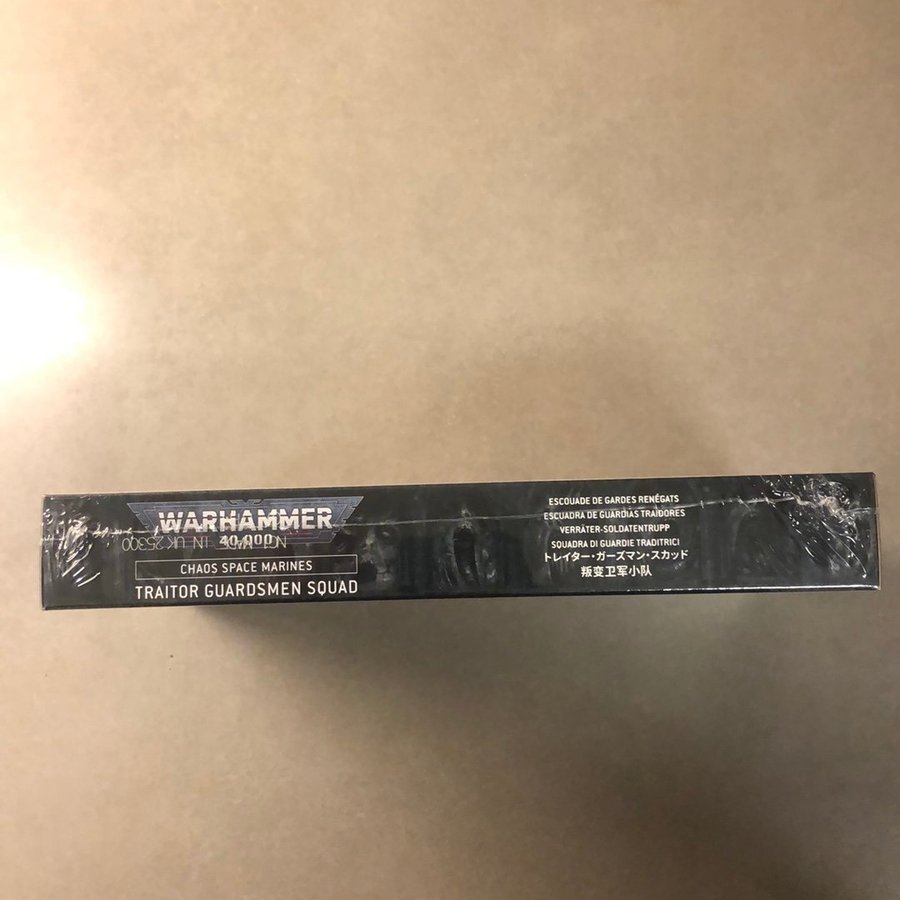 WARHAMMER
40,000
CHAOS SPACE MARINES
TRAITOR GUARDSMEN SQUAD
ESCOUADE DE GARDES RENÉGATS
ESCUADRA DE GUARDIAS TRAIDORES
VERRÄTER-SOLDATENTRUPP
SQUADRA DI GUARDIE TRADITRICI
トレイター・ガーズマン・スカッド
叛变卫军小队
IN UK 25300